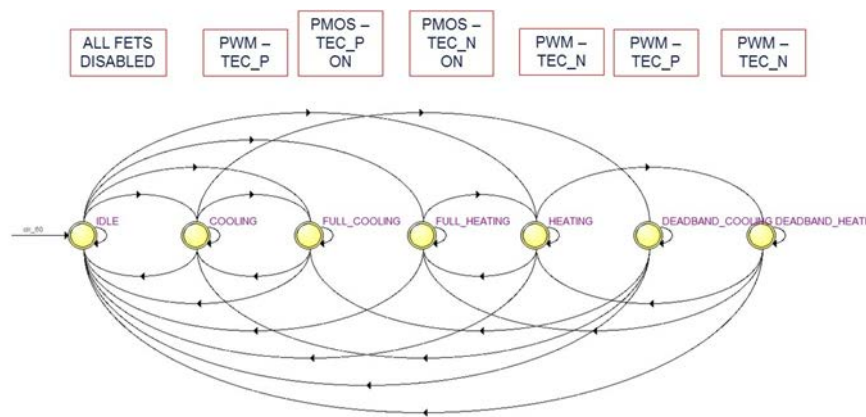 ALL FETS
DISABLED
PWM –
TEC_P
PMOS –
TEC_P
ON
PMOS –
TEC_N
ON
PWM –
TEC_N
PWM –
TEC_P
PWM –
TEC_N
IDLE
COOLING
FULL_COOLING
FULL_HEATING
HEATING
DEADBAND_COOLING
DEADBAND_HEATI